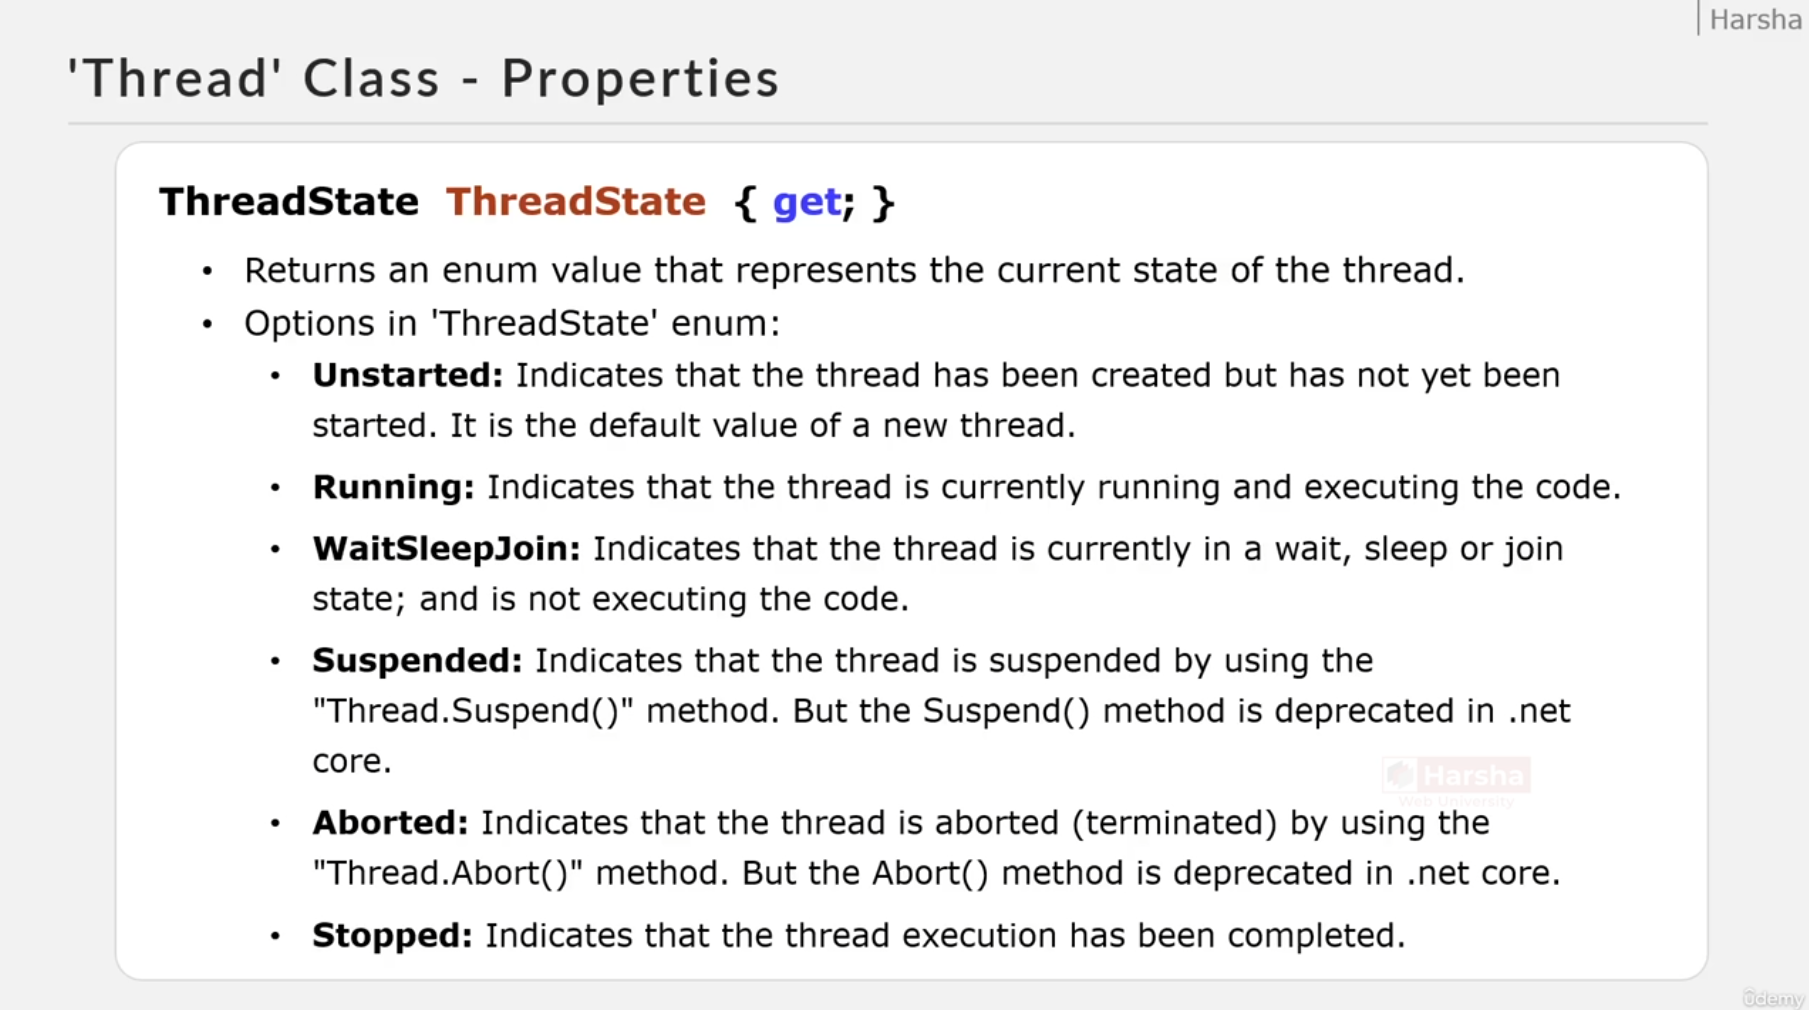 Harsha
'Thread' Class - Properties
ThreadState ThreadState { get; }
• Returns an enum value that represents the current state of the thread.
• Options in 'ThreadState' enum:
• Unstarted: Indicates that the thread has been created but has not yet been
started. It is the default value of a new thread.
• Running: Indicates that the thread is currently running and executing the code.
• WaitSleepJoin: Indicates that the thread is currently in a wait, sleep or join
state; and is not executing the code.
• Suspended: Indicates that the thread is suspended by using the
"Thread.Suspend()" method. But the Suspend() method is deprecated in .net
core.
Harsha
Web University
• Aborted: Indicates that the thread is aborted (terminated) by using the
"Thread.Abort()" method. But the Abort() method is deprecated in .net core.
• Stopped: Indicates that the thread execution has been completed.
udemy